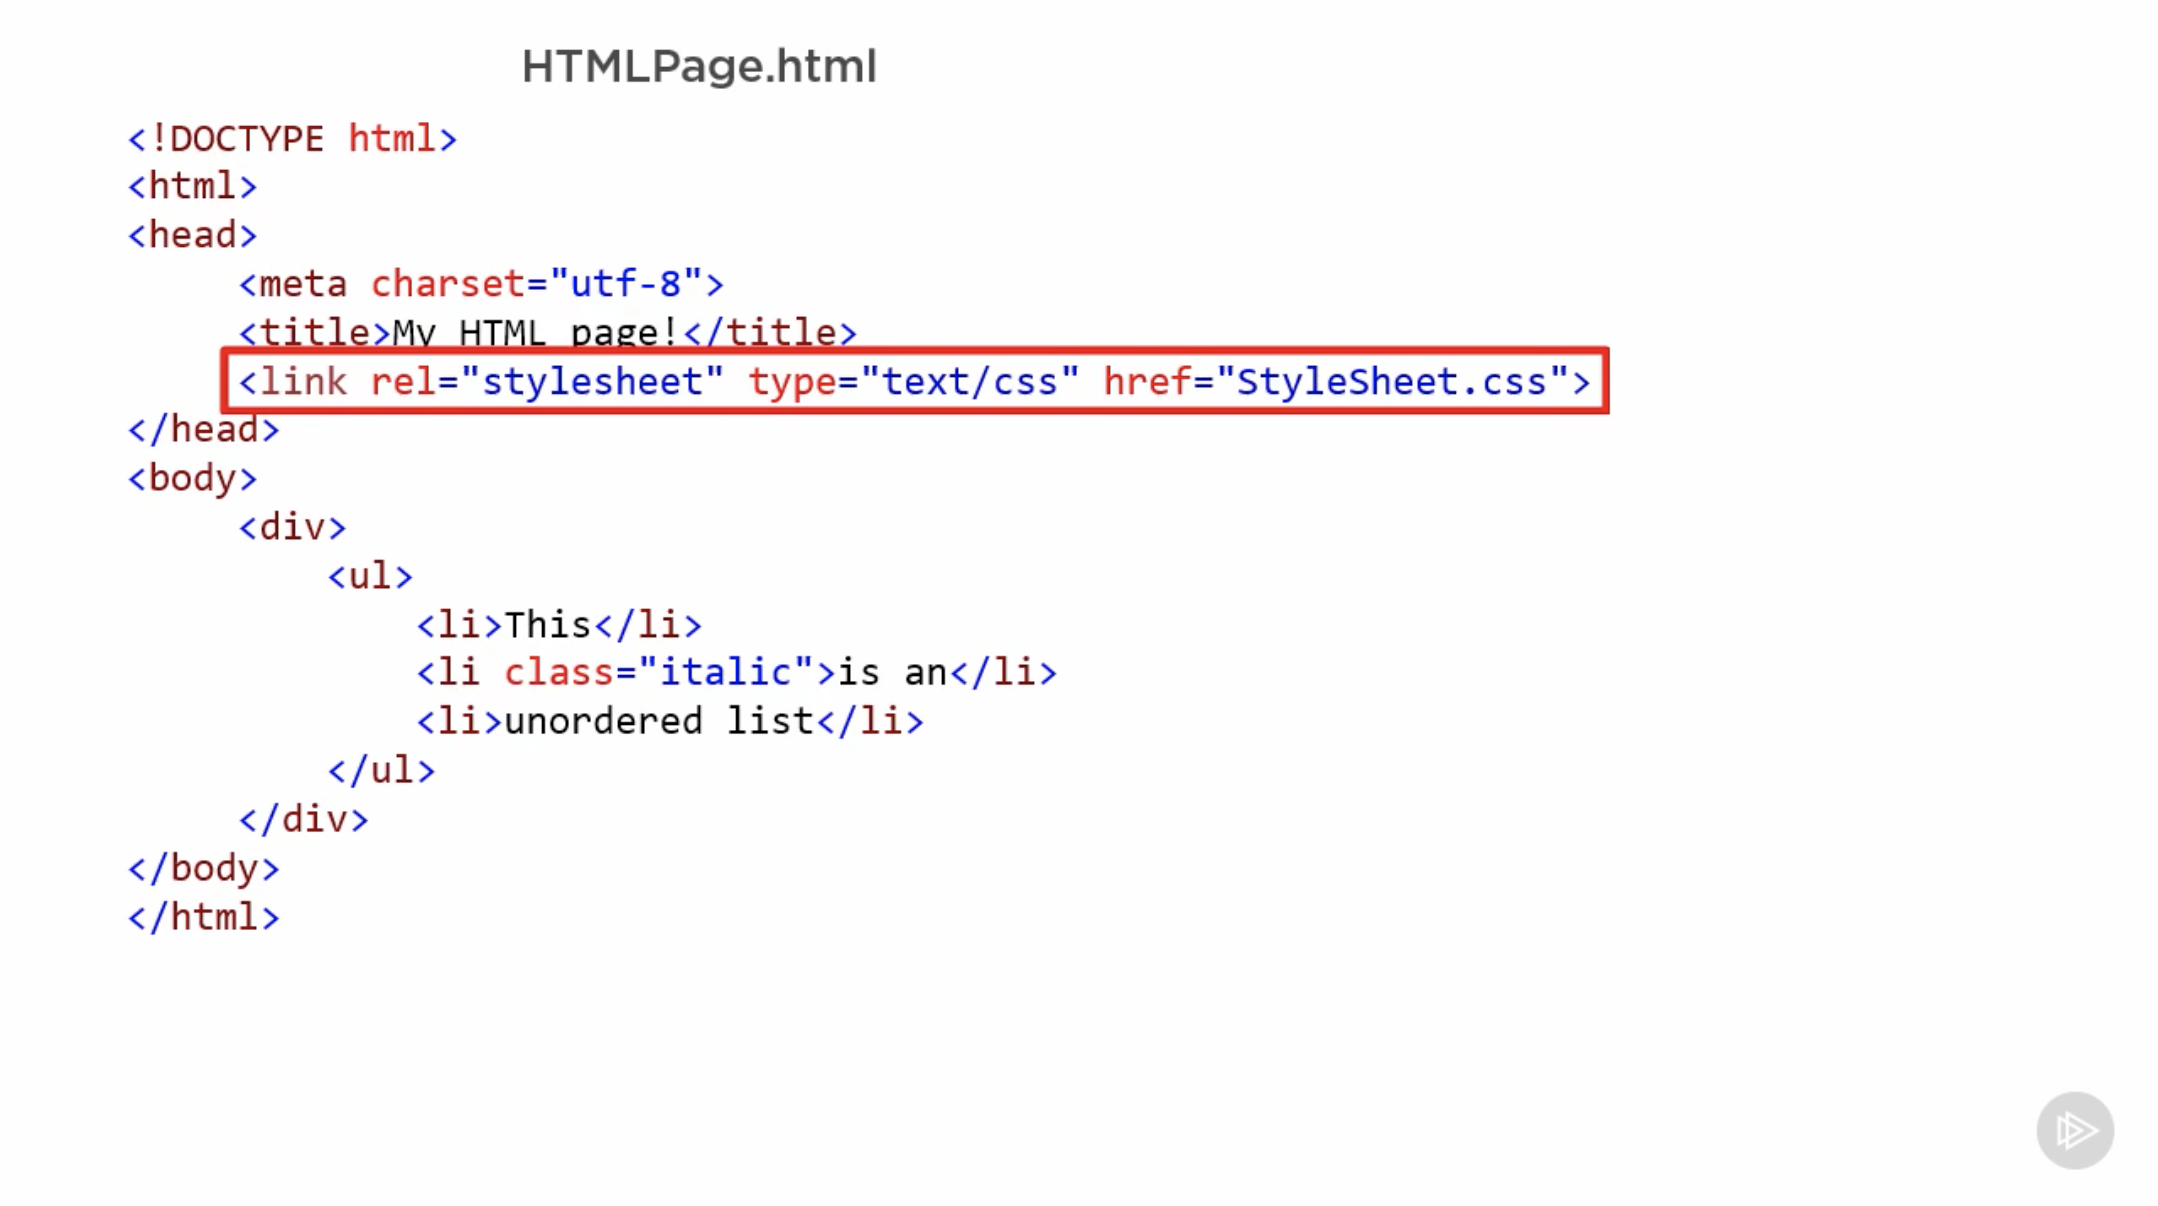 HTMLPage.html
<!DOCTYPE html>
<html>
<head>
<meta charset="utf-8">
<title>My HTML page!</title>
<link rel="stylesheet" type="text/css" href="StyleSheet.css">
</head>
<body>
<div>
<ul>
<li>This</li>
<li class="italic">is an</li>
<li>unordered list</li>
</ul>
</div>
</body>
</html>